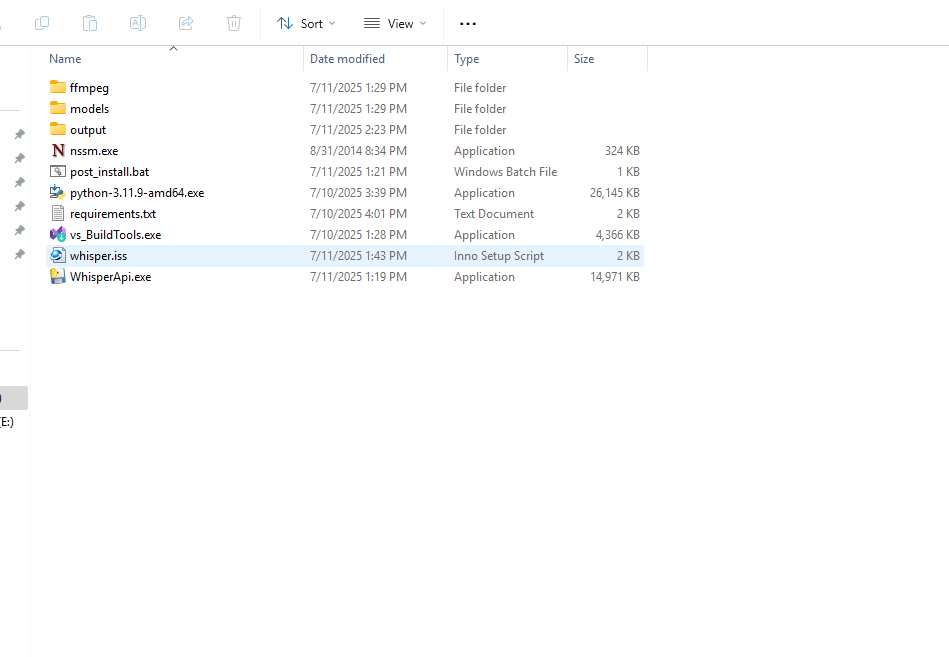 Sort View
Name Date modified Type Size
ffmpeg 7/11/2025 1:29 PM File folder
models 7/11/2025 1:29 PM File folder
output 7/11/2025 2:23 PM File folder
nssm.exe 8/31/2014 8:34 PM Application 324 KB
post_install.bat 7/11/2025 1:21 PM Windows Batch File 1 KB
python-3.11.9-amd64.exe 7/10/2025 3:39 PM Application 26,145 KB
requirements.txt 7/10/2025 4:01 PM Text Document 2 KB
vs_BuildTools.exe 7/10/2025 1:28 PM Application 4,366 KB
whisper.iss 7/11/2025 1:43 PM Inno Setup Script 2 KB
WhisperApi.exe 7/11/2025 1:19 PM Application 14,971 KB
)
(E:)